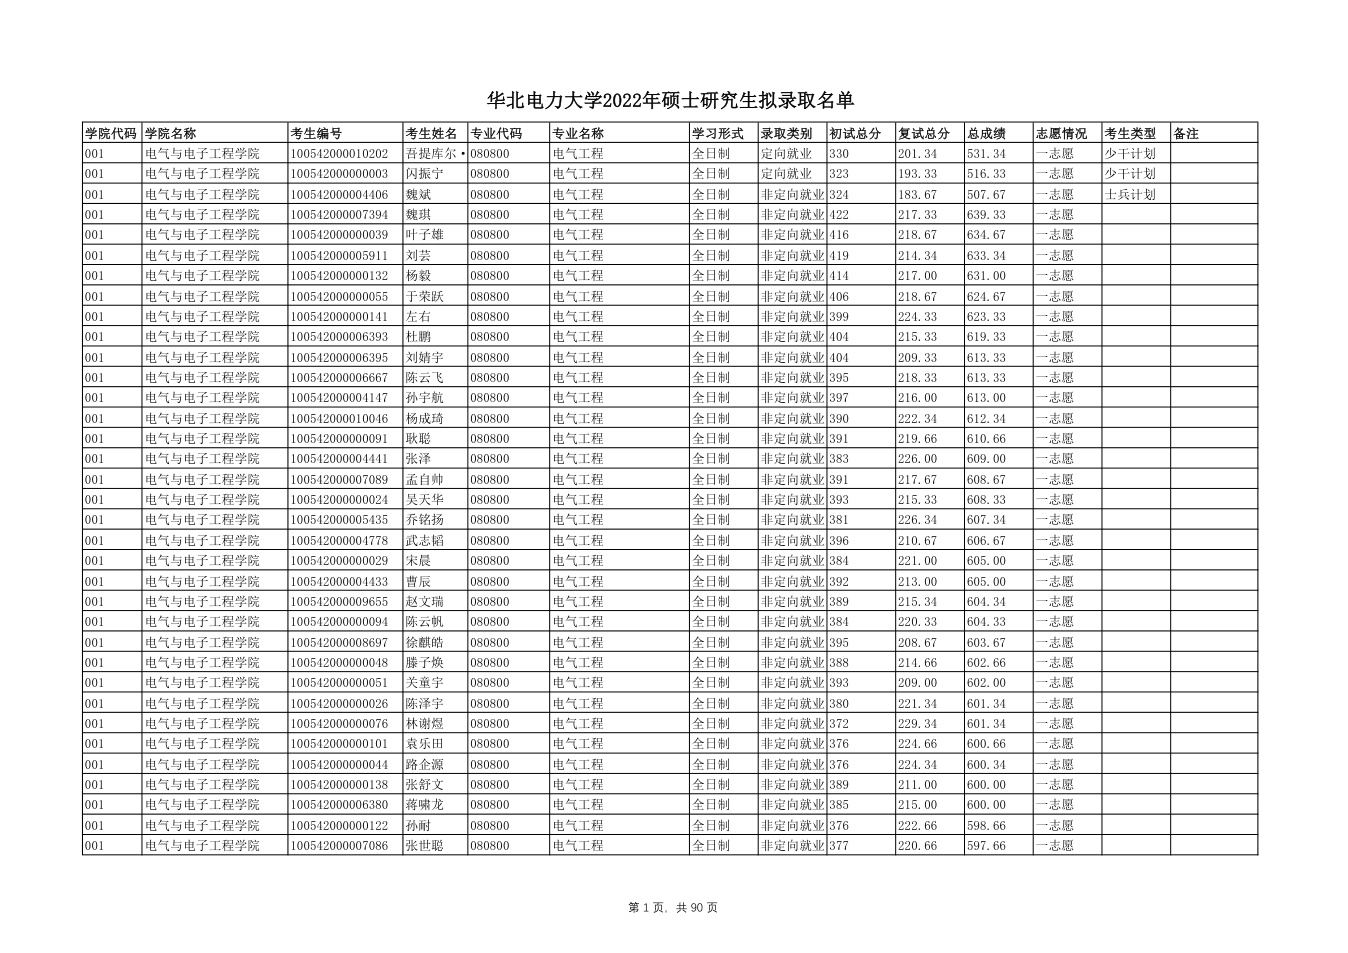 华北电力大学2022年硕士研究生拟录取名单
学院代码 学院名称 考生编号 考生姓名 专业代码 专业名称 学习形式 录取类别 初试总分 复试总分 总成绩 志愿情况 考生类型 备注
001 电气与电子工程学院 100542000010202 吾提库尔· 080800 电气工程 全日制 定向就业 330 201.34 531.34 一志愿 少干计划
001 电气与电子工程学院 100542000000003 闪振宁 080800 电气工程 全日制 定向就业 323 193.33 516.33 一志愿 少干计划
001 电气与电子工程学院 100542000004406 魏斌 080800 电气工程 全日制 非定向就业 324 183.67 507.67 一志愿 士兵计划
001 电气与电子工程学院 100542000007394 魏琪 080800 电气工程 全日制 非定向就业 422 217.33 639.33 一志愿
001 电气与电子工程学院 100542000000039 叶子雄 080800 电气工程 全日制 非定向就业 416 218.67 634.67 一志愿
001 电气与电子工程学院 100542000005911 刘芸 080800 电气工程 全日制 非定向就业 419 214.34 633.34 一志愿
001 电气与电子工程学院 100542000000132 杨毅 080800 电气工程 全日制 非定向就业 414 217.00 631.00 一志愿
001 电气与电子工程学院 100542000000055 于荣跃 080800 电气工程 全日制 非定向就业 406 218.67 624.67 一志愿
001 电气与电子工程学院 100542000000141 左右 080800 电气工程 全日制 非定向就业 399 224.33 623.33 一志愿
001 电气与电子工程学院 100542000006393 杜鹏 080800 电气工程 全日制 非定向就业 404 215.33 619.33 一志愿
001 电气与电子工程学院 100542000006395 刘婧宇 080800 电气工程 全日制 非定向就业 404 209.33 613.33 一志愿
001 电气与电子工程学院 100542000006667 陈云飞 080800 电气工程 全日制 非定向就业 395 218.33 613.33 一志愿
001 电气与电子工程学院 100542000004147 孙宇航 080800 电气工程 全日制 非定向就业 397 216.00 613.00 一志愿
001 电气与电子工程学院 100542000010046 杨成琦 080800 电气工程 全日制 非定向就业 390 222.34 612.34 一志愿
001 电气与电子工程学院 100542000000091 耿聪 080800 电气工程 全日制 非定向就业 391 219.66 610.66 一志愿
001 电气与电子工程学院 100542000004441 张泽 080800 电气工程 全日制 非定向就业 383 226.00 609.00 一志愿
001 电气与电子工程学院 100542000007089 孟自帅 080800 电气工程 全日制 非定向就业 391 217.67 608.67 一志愿
001 电气与电子工程学院 100542000000024 吴天华 080800 电气工程 全日制 非定向就业 393 215.33 608.33 一志愿
001 电气与电子工程学院 100542000005435 乔铭扬 080800 电气工程 全日制 非定向就业 381 226.34 607.34 一志愿
001 电气与电子工程学院 100542000004778 武志韬 080800 电气工程 全日制 非定向就业 396 210.67 606.67 一志愿
001 电气与电子工程学院 100542000000029 宋晨 080800 电气工程 全日制 非定向就业 384 221.00 605.00 一志愿
001 电气与电子工程学院 100542000004433 曹辰 080800 电气工程 全日制 非定向就业 392 213.00 605.00 一志愿
001 电气与电子工程学院 100542000009655 赵文瑞 080800 电气工程 全日制 非定向就业 389 215.34 604.34 一志愿
001 电气与电子工程学院 100542000000094 陈云帆 080800 电气工程 全日制 非定向就业 384 220.33 604.33 一志愿
001 电气与电子工程学院 100542000008697 徐麒皓 080800 电气工程 全日制 非定向就业 395 208.67 603.67 一志愿
001 电气与电子工程学院 100542000000048 滕子焕 080800 电气工程 全日制 非定向就业 388 214.66 602.66 一志愿
001 电气与电子工程学院 100542000000051 关童宇 080800 电气工程 全日制 非定向就业 393 209.00 602.00 一志愿
001 电气与电子工程学院 100542000000026 陈泽宇 080800 电气工程 全日制 非定向就业 380 221.34 601.34 一志愿
001 电气与电子工程学院 100542000000076 林谢煜 080800 电气工程 全日制 非定向就业 372 229.34 601.34 一志愿
001 电气与电子工程学院 100542000000101 袁乐田 080800 电气工程 全日制 非定向就业 376 224.66 600.66 一志愿
001 电气与电子工程学院 100542000000044 路企源 080800 电气工程 全日制 非定向就业 376 224.34 600.34 一志愿
001 电气与电子工程学院 100542000000138 张舒文 080800 电气工程 全日制 非定向就业 389 211.00 600.00 一志愿
001 电气与电子工程学院 100542000006380 蒋啸龙 080800 电气工程 全日制 非定向就业 385 215.00 600.00 一志愿
001 电气与电子工程学院 100542000000122 孙耐 080800 电气工程 全日制 非定向就业 376 222.66 598.66 一志愿
001 电气与电子工程学院 100542000007086 张世聪 080800 电气工程 全日制 非定向就业 377 220.66 597.66 一志愿
第 1 页，共 90 页